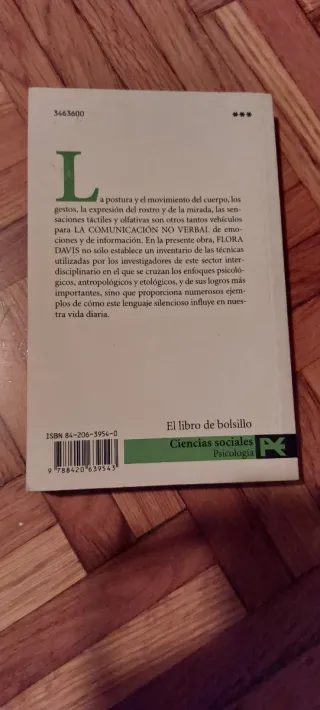 3463600
***
La postura y el movimiento del cuerpo, los
gestos, la expresión del rostro y de la mirada, las sen-
saciones táctiles y olfativas son otros tantos vehículos
para LA COMUNICACIÓN NO VERBAL de emo-
ciones y de información. En la presente obra, FLORA
DAVIS no sólo establece un inventario de las técnicas
utilizadas por los investigadores de este sector inter-
disciplinario en el que se cruzan los enfoques psicoló-
gicos, antropológicos y etológicos, y de sus logros más
importantes, sino que proporciona numerosos ejem-
plos de cómo este lenguaje silencioso influye en nues-
tra vida diaria.
El libro de bolsillo
Ciencias sociales
Psicología
ISBN 84-206-3954-0
9 788420 639543